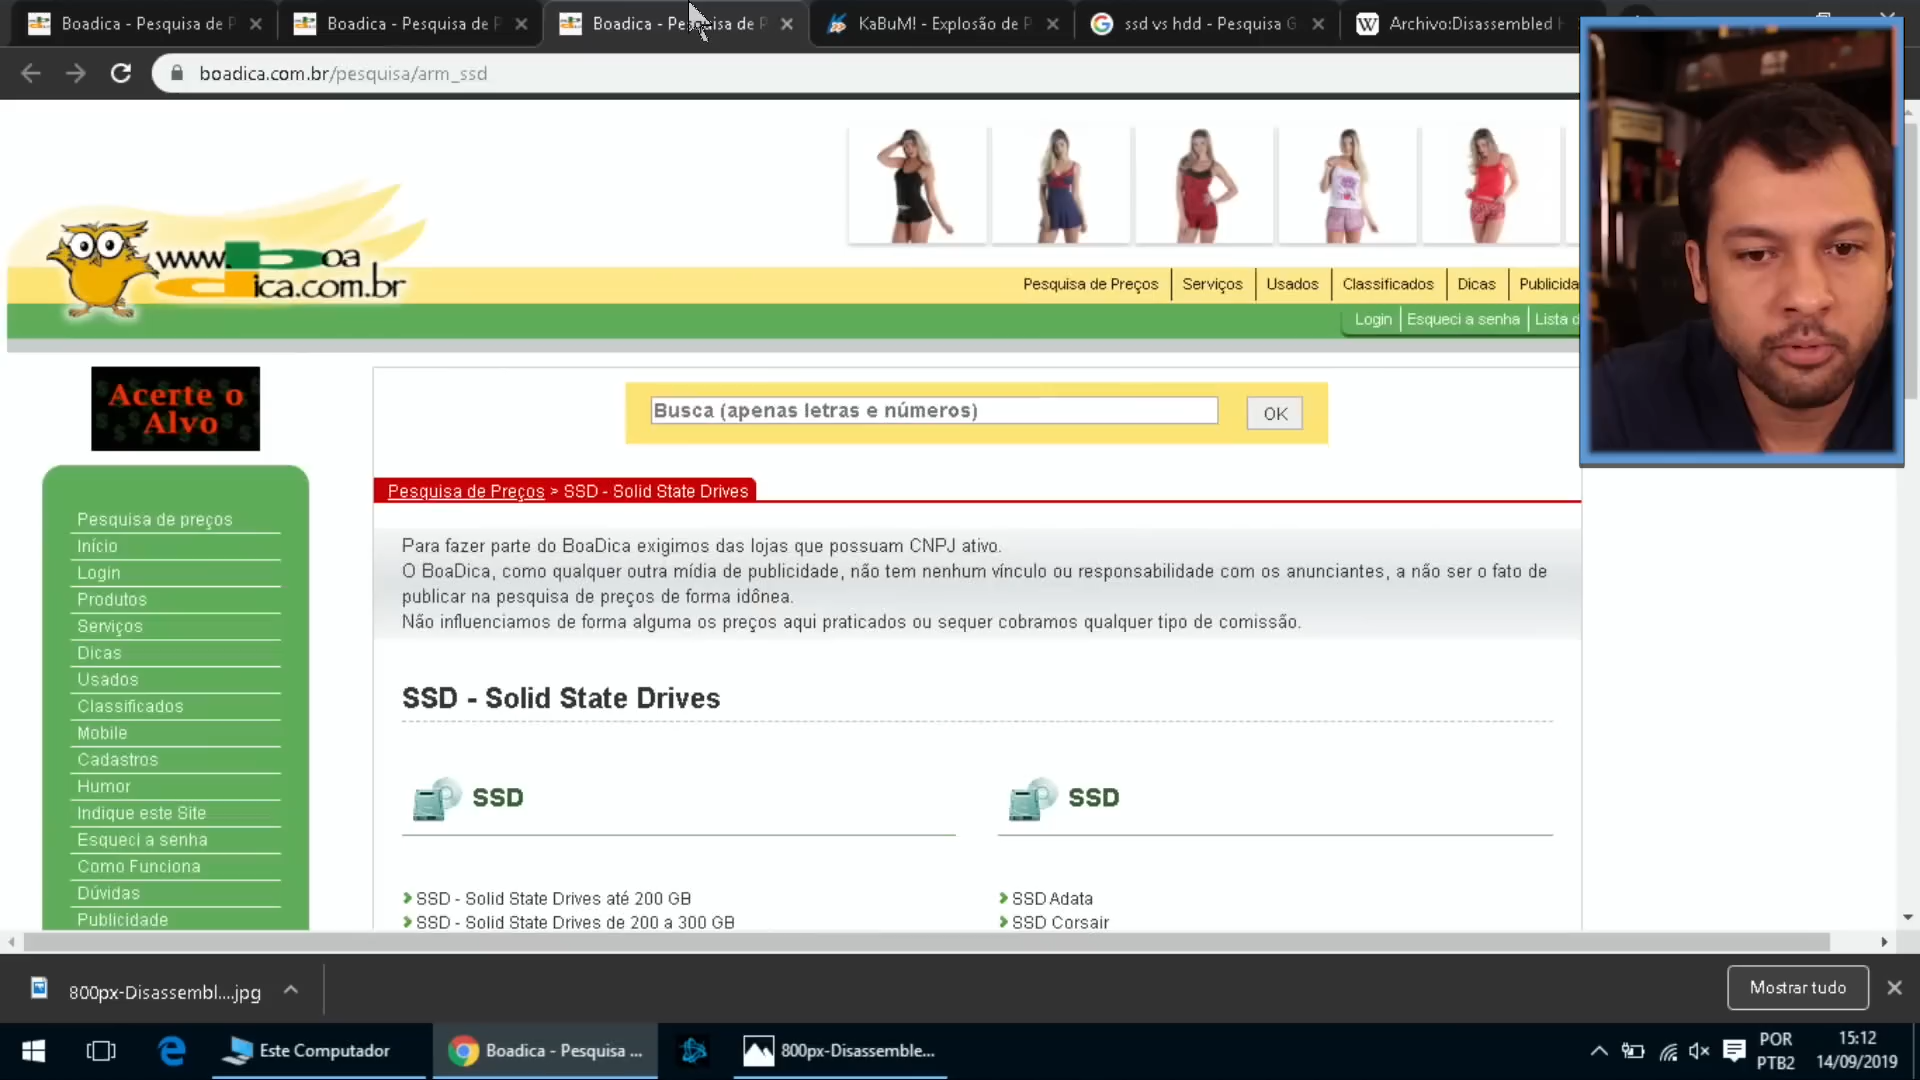 Boadica - Pesquisa de P
Boadica - Pesquisa de P
Boadica - Pesquisa de P
KaBuM! - Explosão de P
ssd vs hdd - Pesquisa G
Archivo:Disassembled
boadica.com.br/pesquisa/arm_ssd
www.boa
dica.com.br
Pesquisa de Preços
Serviços
Usados
Classificados
Dicas
Publicida
Login
Esqueci a senha
Lista d
Acerte o
Alvo
Busca (apenas letras e números)
OK
Pesquisa de Preços > SSD - Solid State Drives
Pesquisa de preços
Início
Login
Produtos
Serviços
Dicas
Usados
Classificados
Mobile
Cadastros
Humor
Indique este Site
Esqueci a senha
Como Funciona
Dúvidas
Publicidade
Para fazer parte do BoaDica exigimos das lojas que possuam CNPJ ativo.
O BoaDica, como qualquer outra mídia de publicidade, não tem nenhum vínculo ou responsabilidade com os anunciantes, a não ser o fato de
publicar na pesquisa de preços de forma idônea.
Não influenciamos de forma alguma os preços aqui praticados ou sequer cobramos qualquer tipo de comissão.
SSD - Solid State Drives
SSD
SSD - Solid State Drives até 200 GB
SSD - Solid State Drives de 200 a 300 GB
SSD
SSD Adata
SSD Corsair
800px-Disassembl....jpg
Mostrar tudo
Este Computador
Boadica - Pesquisa ...
800px-Disassemble...
POR
PTB2
15:12
14/09/2019